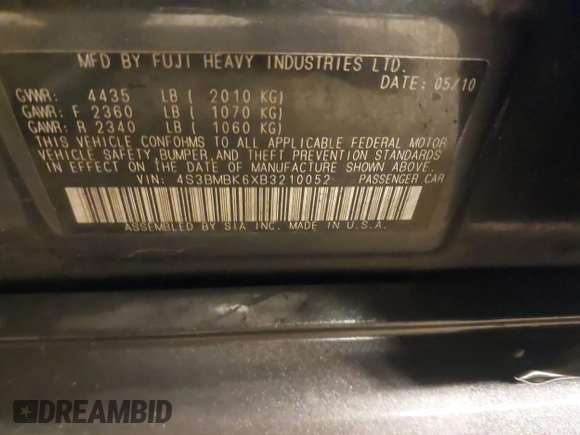 MFD BY FUJI HEAVY INDUSTRIES LTD.
DATE: 05/10
GVWR: 4435 LB ( 2010 KG)
GAWR: F 2360 LB ( 1070 KG)
GAWR: R 2340 LB ( 1060 KG)
THIS VEHICLE CONFORMS TO ALL APPLICABLE FEDERAL MOTOR
VEHICLE SAFETY, BUMPER, AND THEFT PREVENTION STANDARDS
IN EFFECT ON THE DATE OF MANUFACTURE SHOWN ABOVE.
VIN: 4S3BMBK6XB3210052 PASSENGER CAR
ASSEMBLED BY SIA INC. MADE IN U.S.A.
DREAMBID